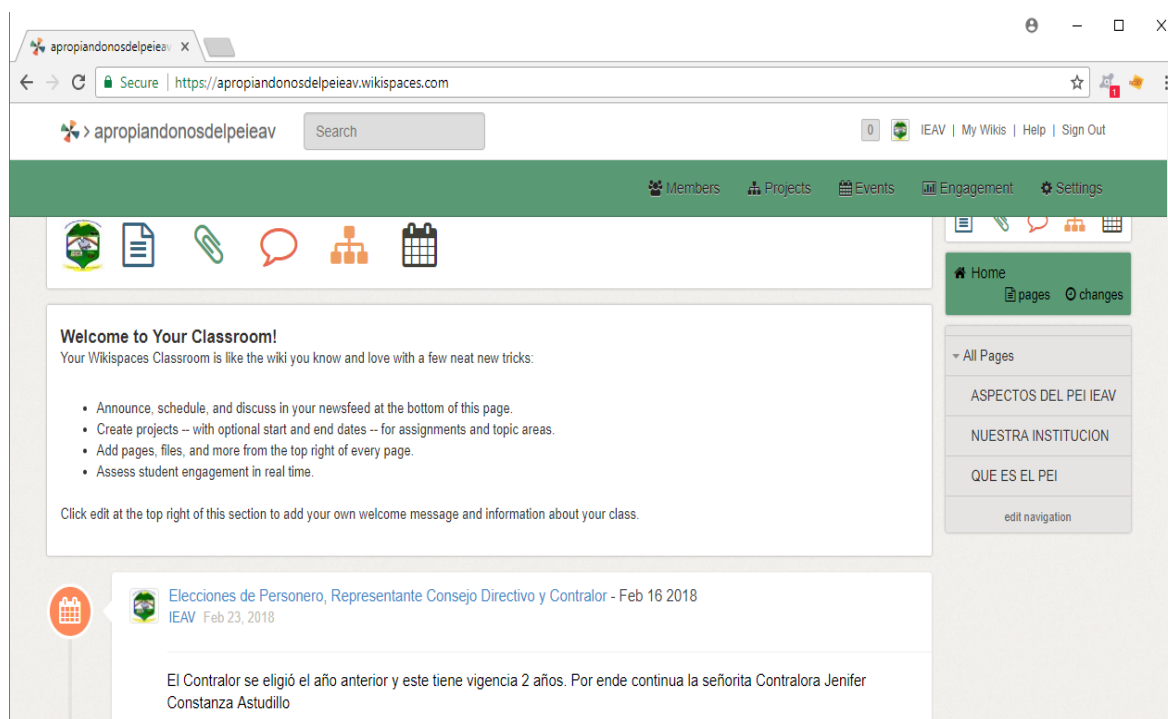 apropiandonosdelpeieav
Secure | https://apropiandonosdelpeieav.wikispaces.com
1
apropiandonosdelpeieav
Search
0
IEAV | My Wikis | Help | Sign Out
Members
Projects
Events
Engagement
Settings
Home
pages
changes
Welcome to Your Classroom!
Your Wikispaces Classroom is like the wiki you know and love with a few neat new tricks:
• Announce, schedule, and discuss in your newsfeed at the bottom of this page.
• Create projects -- with optional start and end dates -- for assignments and topic areas.
• Add pages, files, and more from the top right of every page.
• Assess student engagement in real time.
Click edit at the top right of this section to add your own welcome message and information about your class.
All Pages
ASPECTOS DEL PEI IEAV
NUESTRA INSTITUCION
QUE ES EL PEI
edit navigation
Elecciones de Personero, Representante Consejo Directivo y Contralor - Feb 16 2018
IEAV Feb 23, 2018
El Contralor se eligió el año anterior y este tiene vigencia 2 años. Por ende continua la señorita Contralora Jenifer
Constanza Astudillo